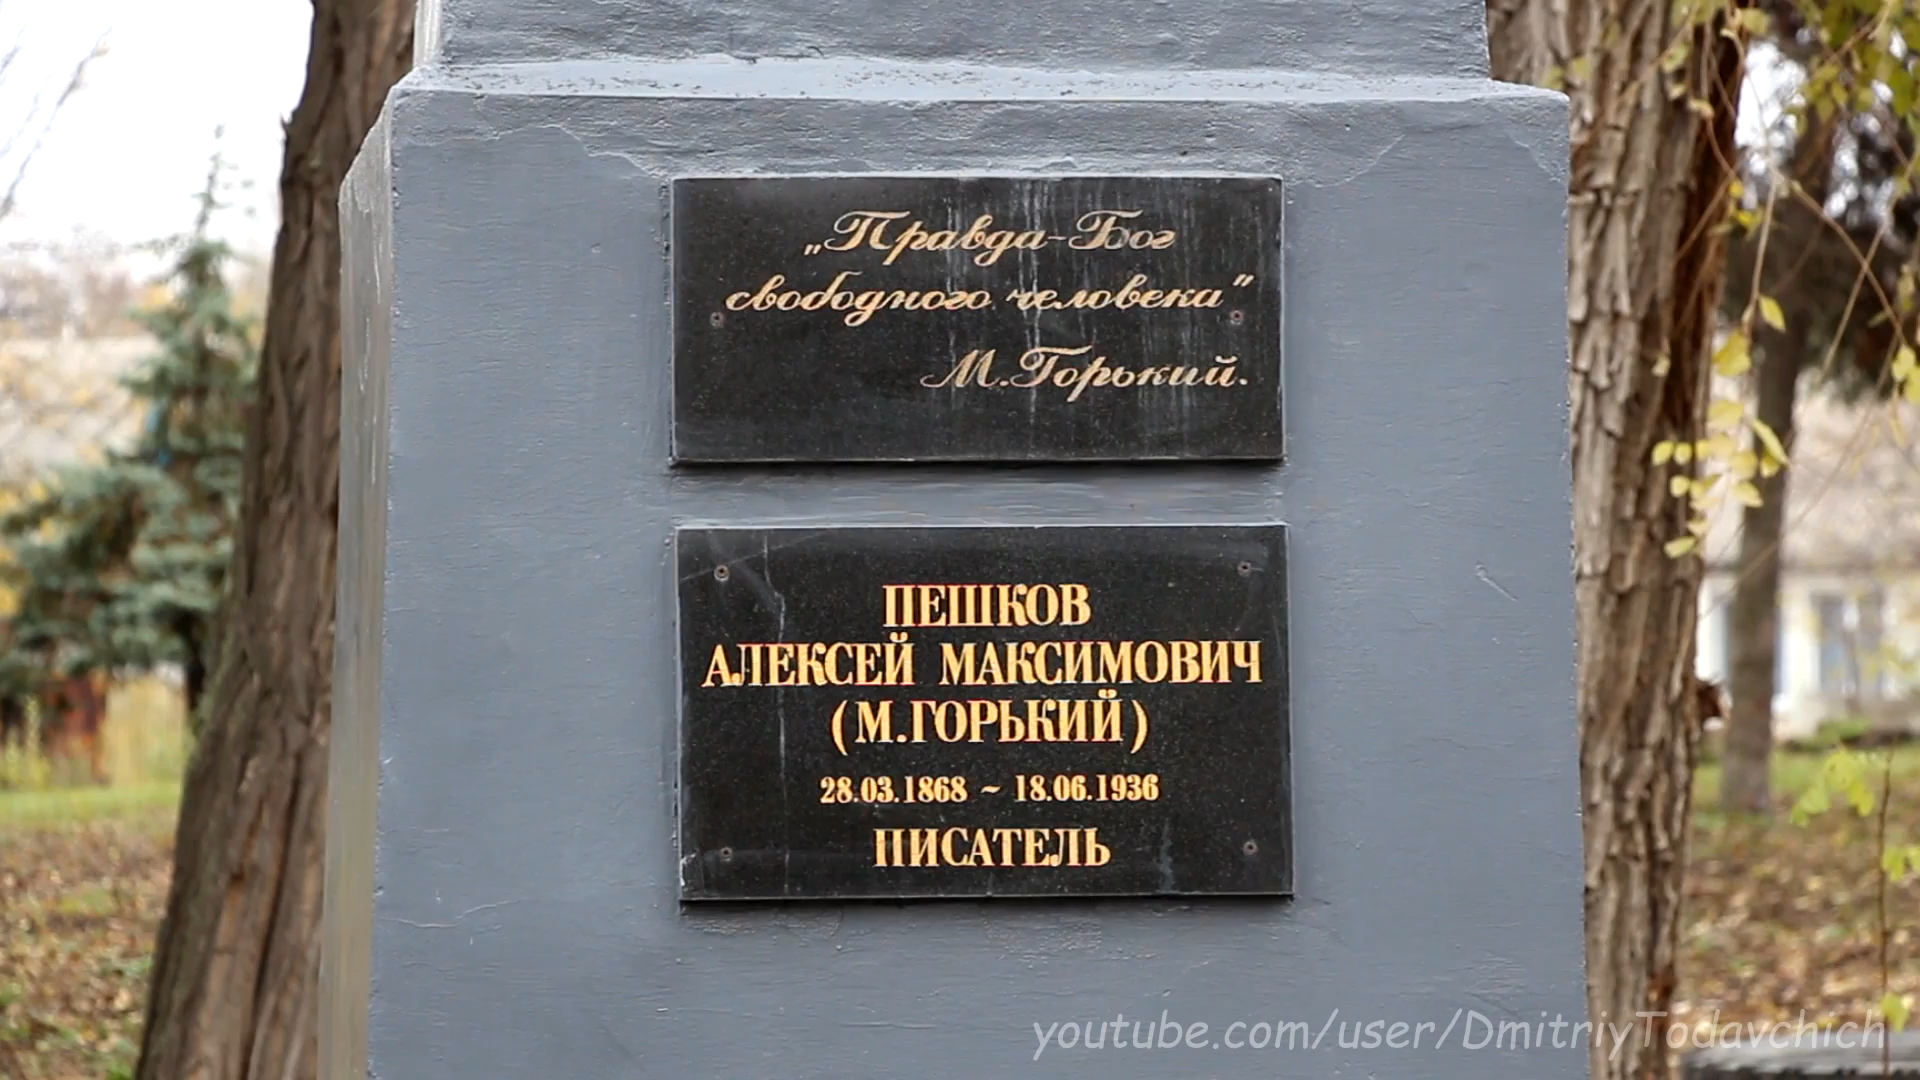 „Правда-Бог
свободного человека"
М.Горький.
ПЕШКОВ
АЛЕКСЕЙ МАКСИМОВИЧ
(М.ГОРЬКИЙ)
28.03.1868 ~ 18.06.1936
ПИСАТЕЛЬ
youtube.com/user/DmitriyTodavchich